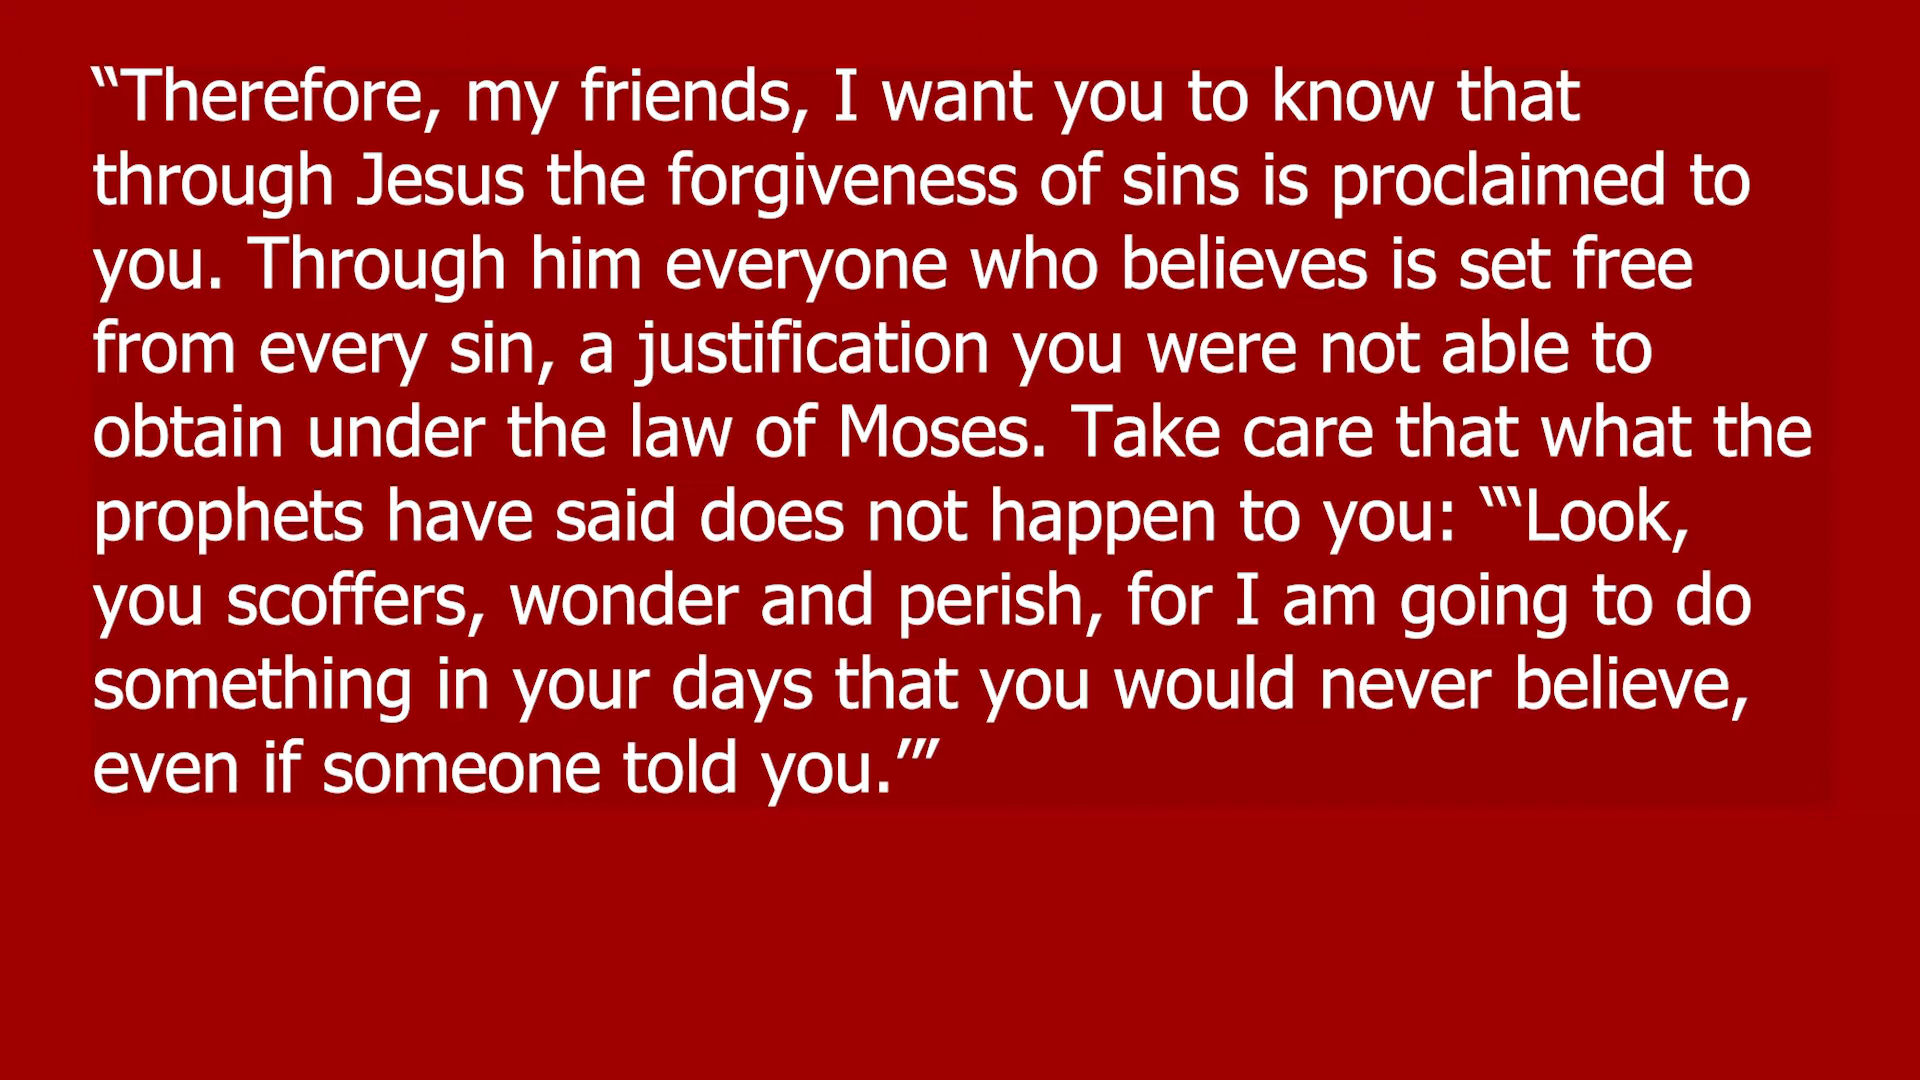 “Therefore, my friends, I want you to know that
through Jesus the forgiveness of sins is proclaimed to
you. Through him everyone who believes is set free
from every sin, a justification you were not able to
obtain under the law of Moses. Take care that what the
prophets have said does not happen to you: “‘Look,
you scoffers, wonder and perish, for I am going to do
something in your days that you would never believe,
even if someone told you.’”